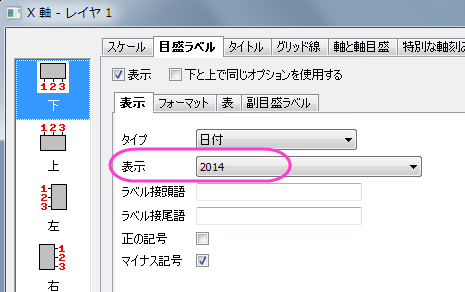 X 軸 - レイヤ 1
スケール 目盛ラベル タイトル グリッド線 軸と軸目盛 特別な軸刻み
123
下
表示 下と上で同じオプションを使用する
表示 フォーマット 表 副目盛ラベル
123
上
タイプ 日付
表示 2014
1
2
3
左
ラベル接頭語
ラベル接尾語
正の記号
1
2
3
右
マイナス記号